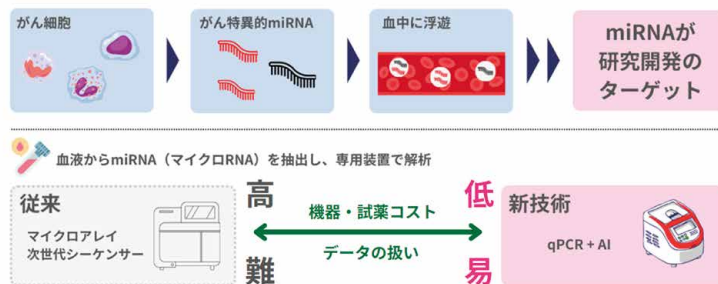 がん細胞
がん特異的miRNA
血中に浮遊
miRNAが
研究開発の
ターゲット
血液からmiRNA（マイクロRNA）を抽出し、専用装置で解析
従来
マイクロアレイ
次世代シーケンサー
高
難
機器・試薬コスト
データの扱い
低
易
新技術
qPCR + AI